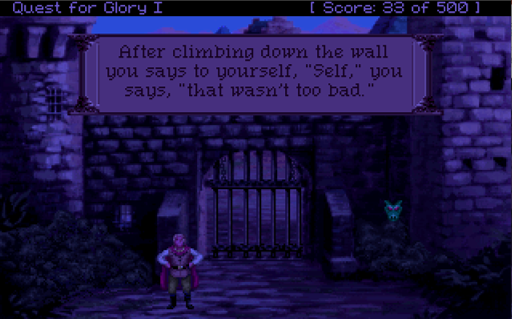 Quest for Glory I [ Score: 33 of 500 ]
After climbing down the wall
you says to yourself, "Self," you
says, "that wasn't too bad."